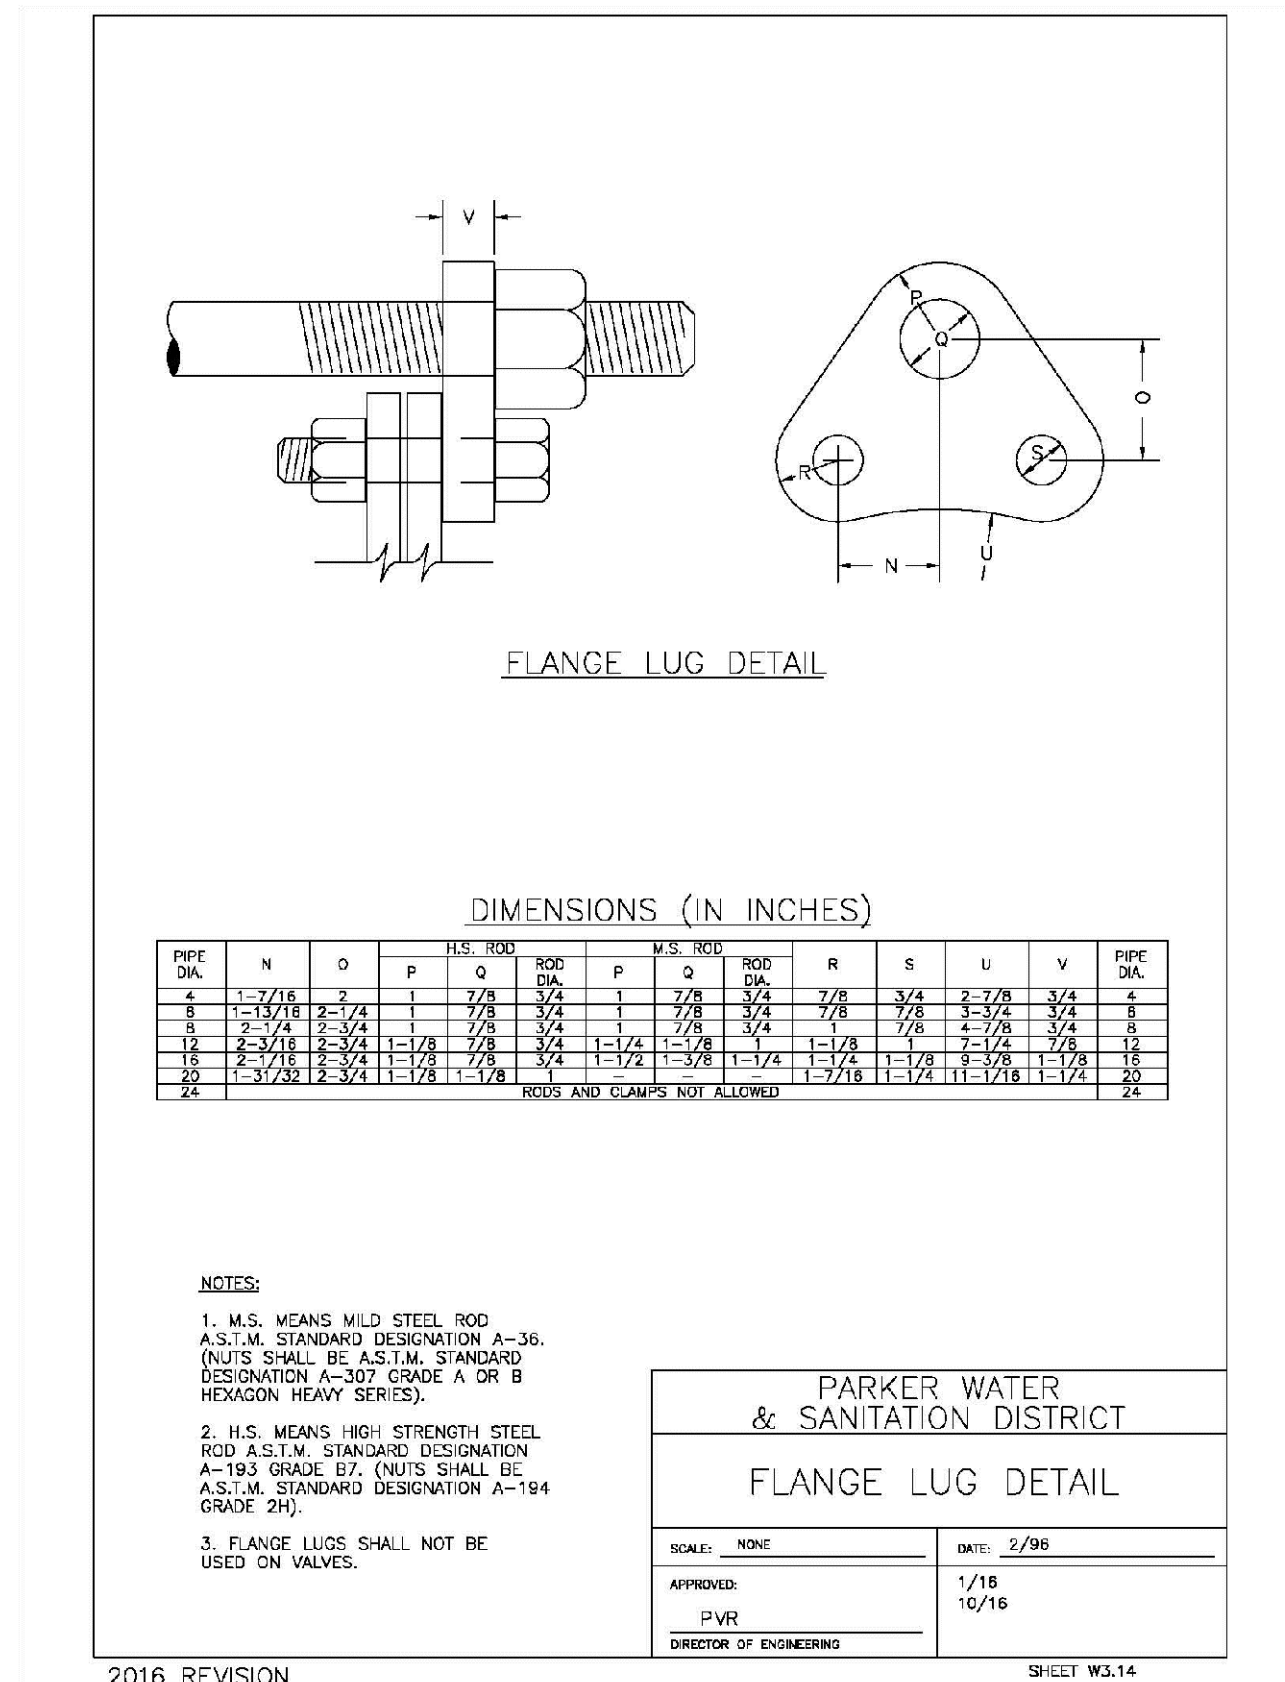 V
P
Q
O
S
R
N
U
FLANGE LUG DETAIL
DIMENSIONS (IN INCHES)
PIPE DIA. N O H.S. ROD M.S. ROD R S U V PIPE DIA.
P Q ROD DIA. P Q ROD DIA.
4 1-7/16 2 1 7/8 3/4 1 7/8 3/4 7/8 3/4 2-7/8 3/4 4
6 1-13/16 2-1/4 1 7/8 3/4 1 7/8 3/4 7/8 7/8 3-3/4 3/4 6
8 2-1/4 2-3/4 1 7/8 3/4 1 7/8 3/4 1 7/8 4-7/8 3/4 8
12 2-3/16 2-3/4 1-1/8 7/8 3/4 1-1/4 1-1/8 1 1-1/8 1 7-1/4 7/8 12
16 2-1/16 2-3/4 1-1/8 7/8 3/4 1-1/2 1-3/8 1-1/4 1-1/4 1-1/8 9-3/8 1-1/8 16
20 1-31/32 2-3/4 1-1/8 1-1/8 1 - - - 1-7/16 1-1/4 11-1/16 1-1/4 20
24 RODS AND CLAMPS NOT ALLOWED 24
NOTES:
1. M.S. MEANS MILD STEEL ROD
A.S.T.M. STANDARD DESIGNATION A-36.
(NUTS SHALL BE A.S.T.M. STANDARD
DESIGNATION A-307 GRADE A OR B
HEXAGON HEAVY SERIES).
2. H.S. MEANS HIGH STRENGTH STEEL
ROD A.S.T.M. STANDARD DESIGNATION
A-193 GRADE B7. (NUTS SHALL BE
A.S.T.M. STANDARD DESIGNATION A-194
GRADE 2H).
3. FLANGE LUGS SHALL NOT BE
USED ON VALVES.
PARKER WATER
& SANITATION DISTRICT
FLANGE LUG DETAIL
SCALE: NONE
DATE: 2/96
APPROVED:
PVR
DIRECTOR OF ENGINEERING
1/16
10/16
2016 REVISION
SHEET W3.14